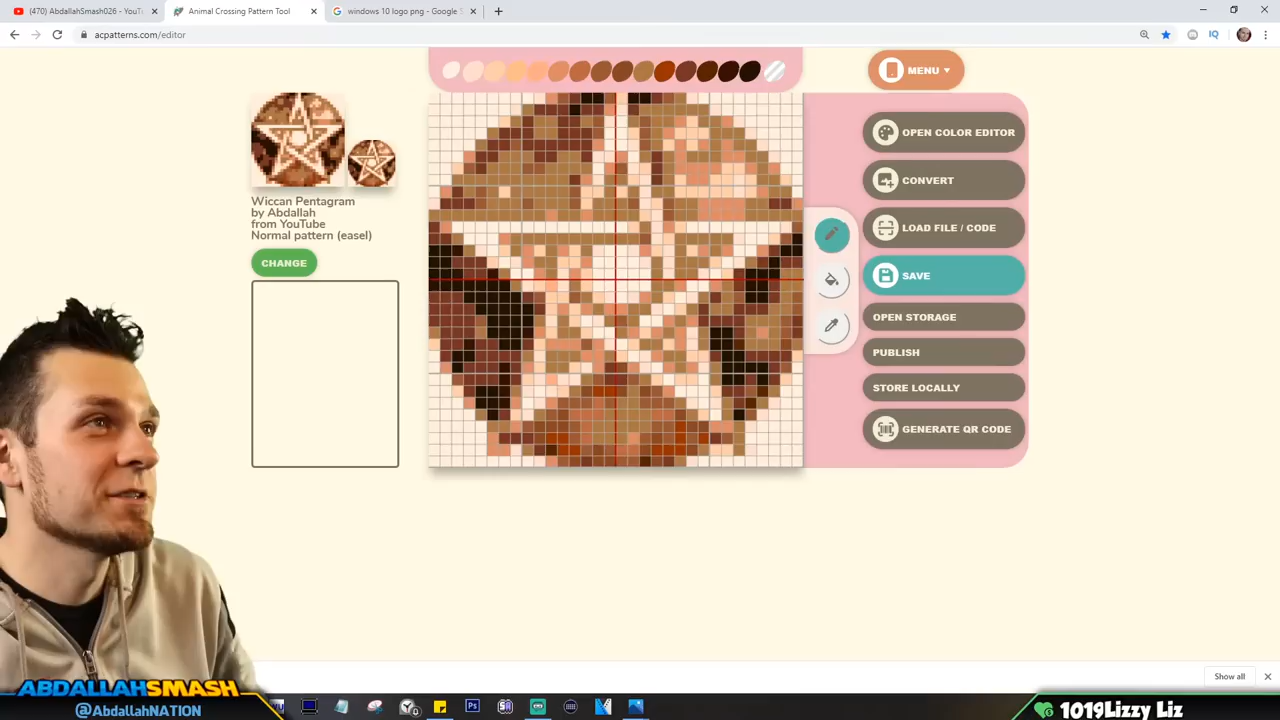 (470) AbdallahSmash026 - YouTu
Animal Crossing Pattern Tool
windows 10 logo png - Google S
acpatterns.com/editor
MENU
OPEN COLOR EDITOR
CONVERT
LOAD FILE / CODE
SAVE
OPEN STORAGE
PUBLISH
STORE LOCALLY
GENERATE QR CODE
Wiccan Pentagram
by Abdallah
from YouTube
Normal pattern (easel)
CHANGE
Show all
ABDALLAHSMASH
@AbdallahNATION
1019Lizzy Liz